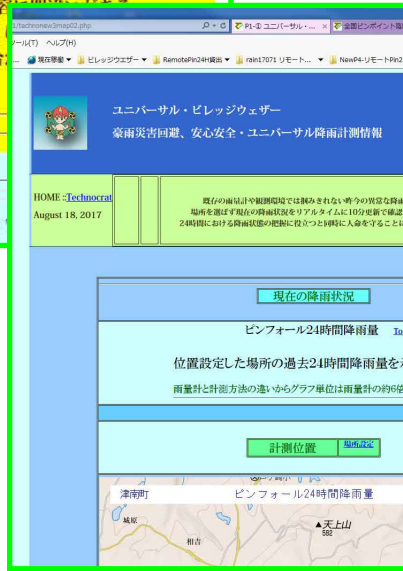 1/technonew3map02.php
P1-① ユニバーサル・...
全国ピンポイント降
ツール(T) ヘルプ(H)
現在移動
ビレッジウエザー
RemotePin24H貸出
rain17071 リモート...
NewP4-リモートPin2
ユニバーサル・ビレッジウェザー
豪雨災害回避、安心安全・ユニバーサル降雨計測情報
HOME :Technocrat
August 18, 2017
既存の雨量計や観測環境では掴みきれない昨今の異常な降雨
場所を選ばず現在の降雨状況をリアルタイムに10分更新で確認
24時間における降雨状態の把握に役立つと同時に人命を守ることに
現在の降雨状況
ピンフォール24時間降雨量 To
位置設定した場所の過去24時間降雨量を
雨量計と計測方法の違いからグラフ単位は雨量計の約6倍
計測位置
場所設定
津南町 ピンフォール24時間降雨量
城原
相吉
▲天上山
582